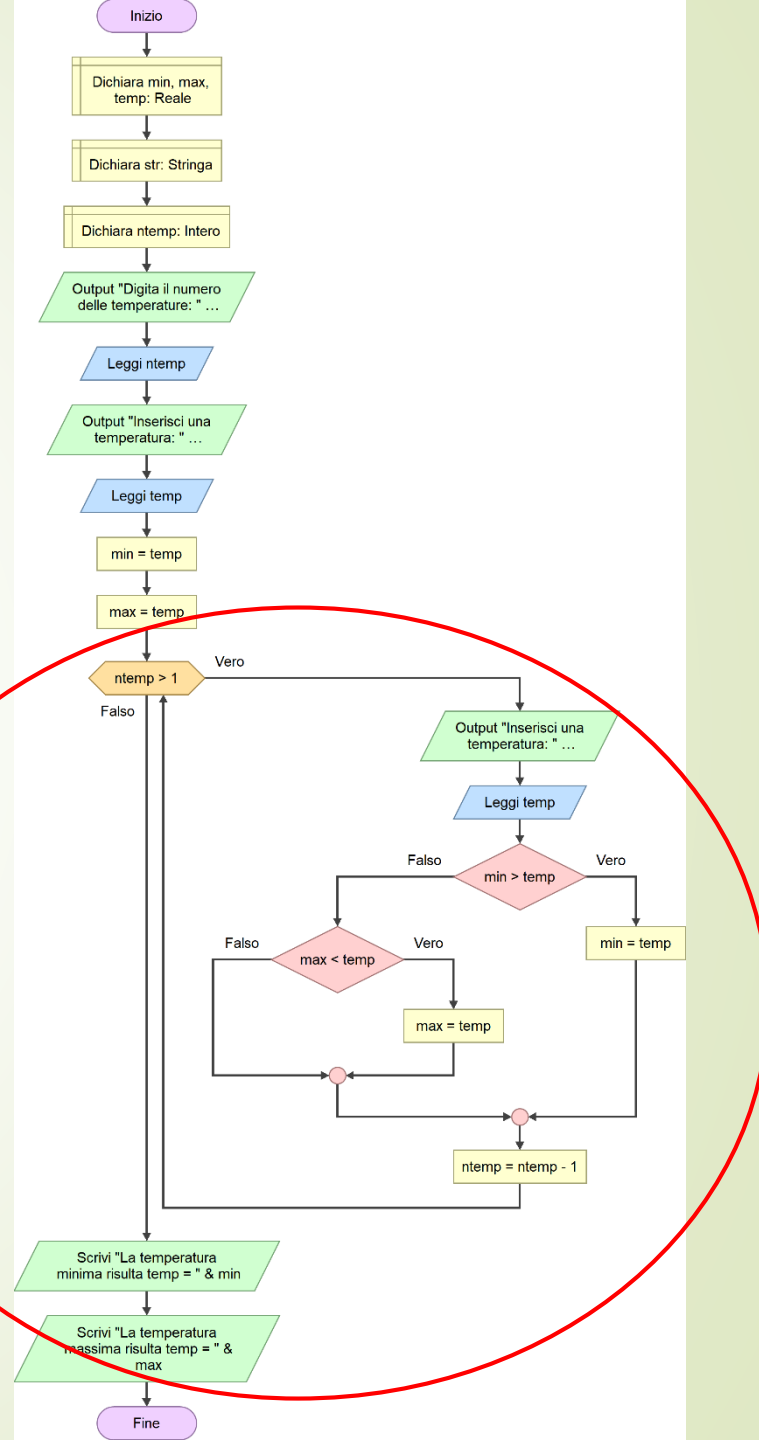 Inizio
Dichiara min, max,
temp: Reale
Dichiara str: Stringa
Dichiara ntemp: Intero
Output "Digita il numero
delle temperature: " ...
Leggi ntemp
Output "Inserisci una
temperatura: " ...
Leggi temp
min = temp
max = temp
ntemp > 1
Vero
Falso
Output "Inserisci una
temperatura: " ...
Leggi temp
min > temp
Falso
Vero
max < temp
Falso
Vero
min = temp
max = temp
ntemp = ntemp - 1
Scrivi "La temperatura
minima risulta temp = " & min
Scrivi "La temperatura
massima risulta temp = " &
max
Fine